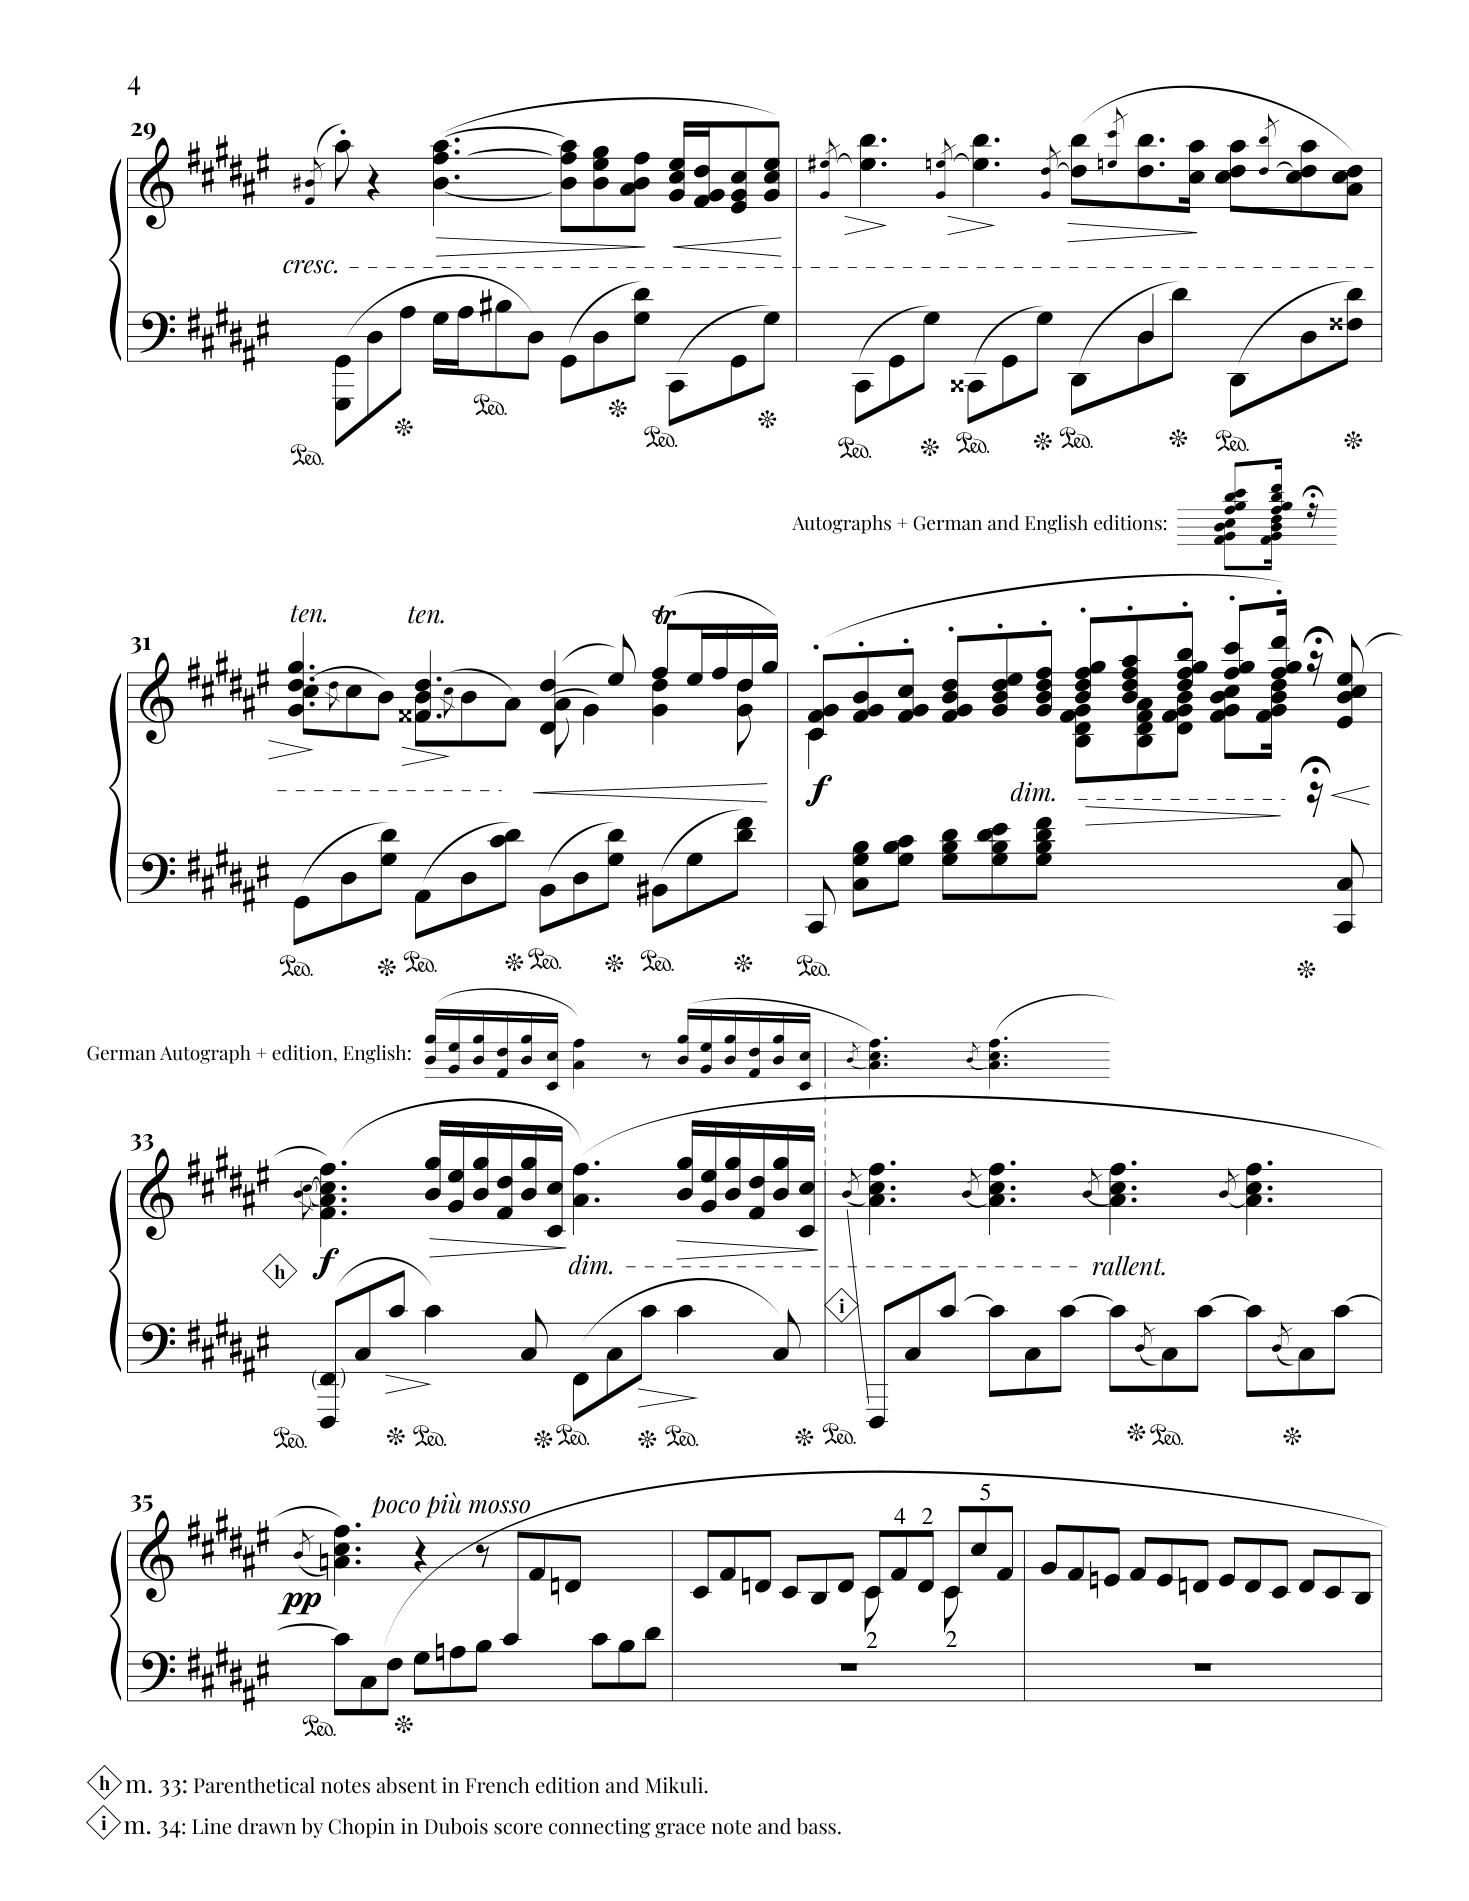 4
29
cresc.
Ped. Ped. Ped. Ped. Ped. Ped. Ped.
Autographs + German and English editions:
ten. ten. tr
31
f dim.
Ped. Ped. Ped. Ped. Ped.
German Autograph + edition, English:
33
h f dim. rallent.
i
( )
Ped. Ped. Ped. Ped. Ped. Ped.
35 poco più mosso 4 2 5
pp
2 2
Ped.
h m. 33: Parenthetical notes absent in French edition and Mikuli.
i m. 34: Line drawn by Chopin in Dubois score connecting grace note and bass.